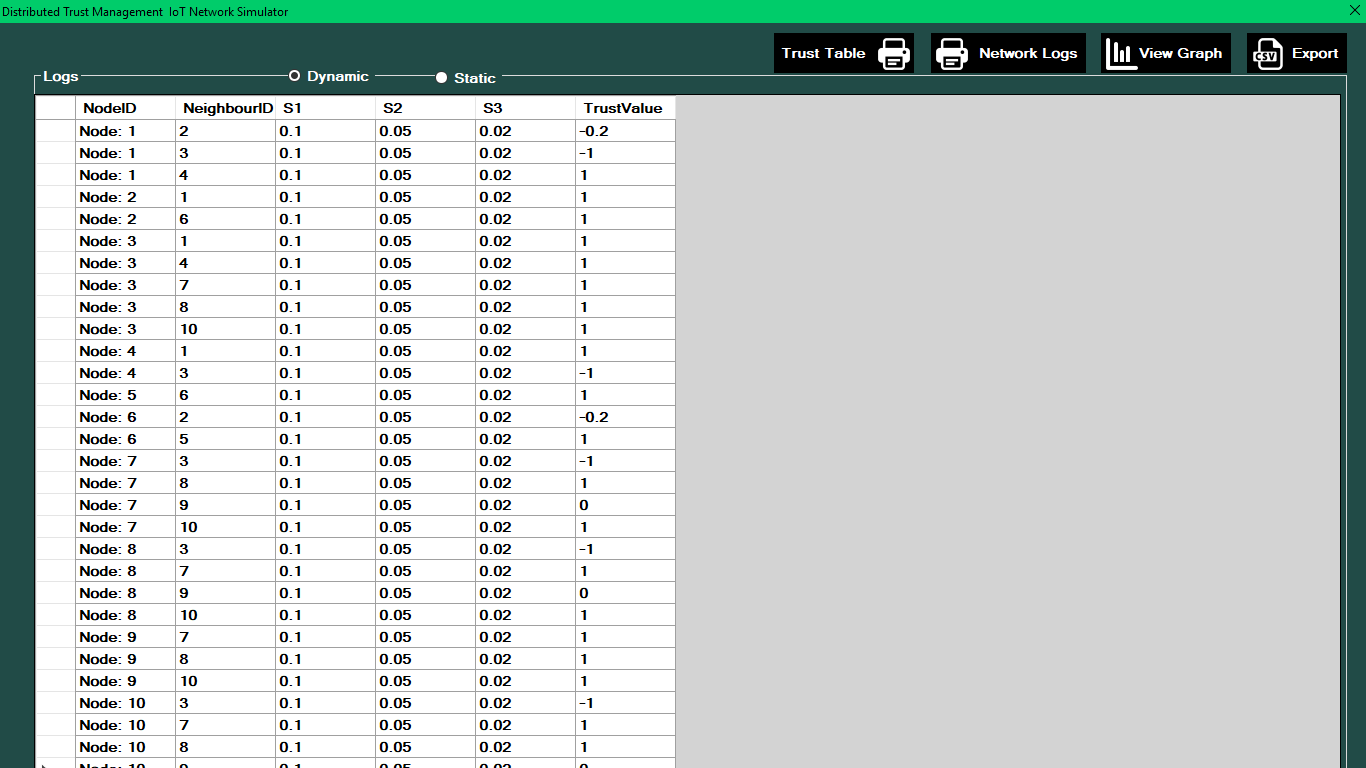 Distributed Trust Management IoT Network Simulator
Trust Table Network Logs CSV View Graph Export
Logs Dynamic Static
NodeID NeighbourID S1 S2 S3 TrustValue
Node: 1 2 0.1 0.05 0.02 -0.2
Node: 1 3 0.1 0.05 0.02 -1
Node: 1 4 0.1 0.05 0.02 1
Node: 2 1 0.1 0.05 0.02 1
Node: 2 6 0.1 0.05 0.02 1
Node: 3 1 0.1 0.05 0.02 1
Node: 3 4 0.1 0.05 0.02 1
Node: 3 7 0.1 0.05 0.02 1
Node: 3 8 0.1 0.05 0.02 1
Node: 3 10 0.1 0.05 0.02 1
Node: 4 1 0.1 0.05 0.02 1
Node: 4 3 0.1 0.05 0.02 -1
Node: 5 6 0.1 0.05 0.02 1
Node: 6 2 0.1 0.05 0.02 -0.2
Node: 6 5 0.1 0.05 0.02 1
Node: 7 3 0.1 0.05 0.02 -1
Node: 7 8 0.1 0.05 0.02 1
Node: 7 9 0.1 0.05 0.02 0
Node: 7 10 0.1 0.05 0.02 1
Node: 8 3 0.1 0.05 0.02 -1
Node: 8 7 0.1 0.05 0.02 1
Node: 8 9 0.1 0.05 0.02 0
Node: 8 10 0.1 0.05 0.02 1
Node: 9 7 0.1 0.05 0.02 1
Node: 9 8 0.1 0.05 0.02 1
Node: 9 10 0.1 0.05 0.02 1
Node: 10 3 0.1 0.05 0.02 -1
Node: 10 7 0.1 0.05 0.02 1
Node: 10 8 0.1 0.05 0.02 1